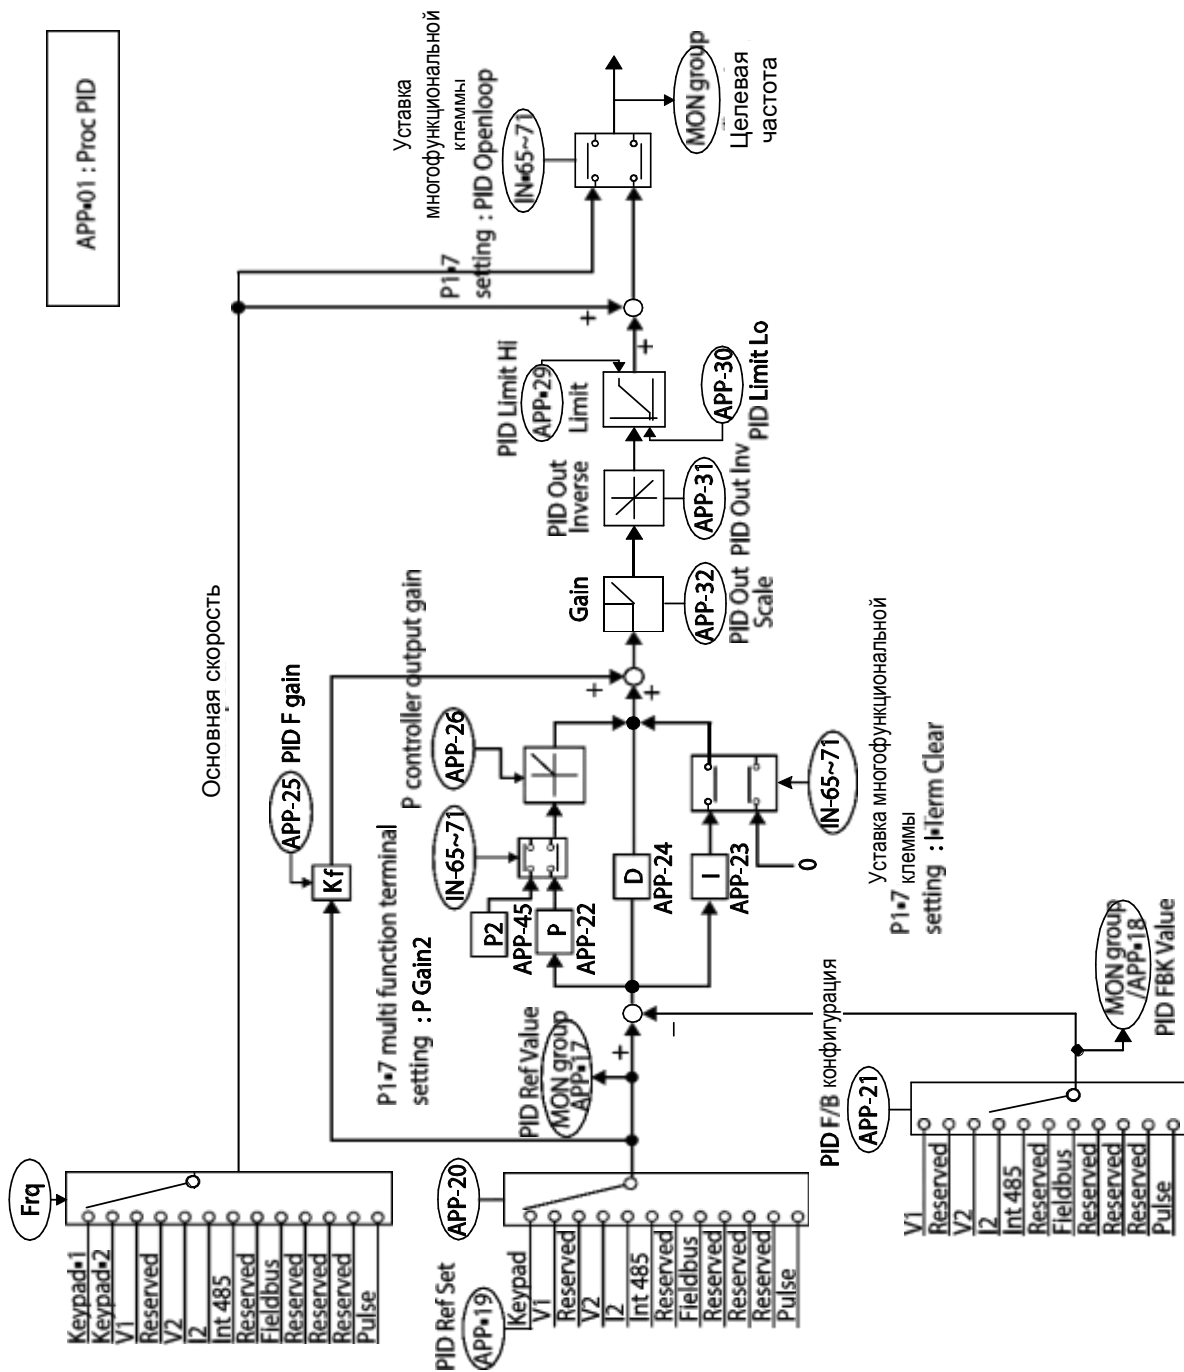 APP▪01 : Proc PID
Frq
Keypad▪1
Keypad▪2
V1
Reserved
V2
I2
Int 485
Reserved
Fieldbus
Reserved
Reserved
Reserved
Pulse
Основная скорость
APP-25
PID F gain
Kf
PID Ref Set
APP▪19
APP-20
Keypad
V1
Reserved
V2
I2
Int 485
Reserved
Fieldbus
Reserved
Reserved
Reserved
Pulse
PID Ref Value
MON group
APP▪17
+
−
P1▪7 multi function terminal
setting : P Gain2
IN-65~71
P2
APP-45
P
APP-22
P controller output gain
APP-26
D
APP-24
I
APP-23
0
IN-65~71
Уставка многофункциональной
P1▪7 клеммы
setting : I▪Term Clear
PID F/B конфигурация
APP-21
V1
Reserved
V2
I2
Int 485
Reserved
Fieldbus
Reserved
Reserved
Reserved
Pulse
MON group
/APP▪18
PID FBK Value
+
+
Gain
APP-32
PID Out
Scale
PID Out
Inverse
APP-31
PID Out Inv
PID Limit Hi
APP▪29
Limit
APP-30
PID Limit Lo
+
+
Уставка
многофункциональной
клеммы
P1▪7
setting : PID Openloop
IN▪65~71
MON group
Целевая
частота